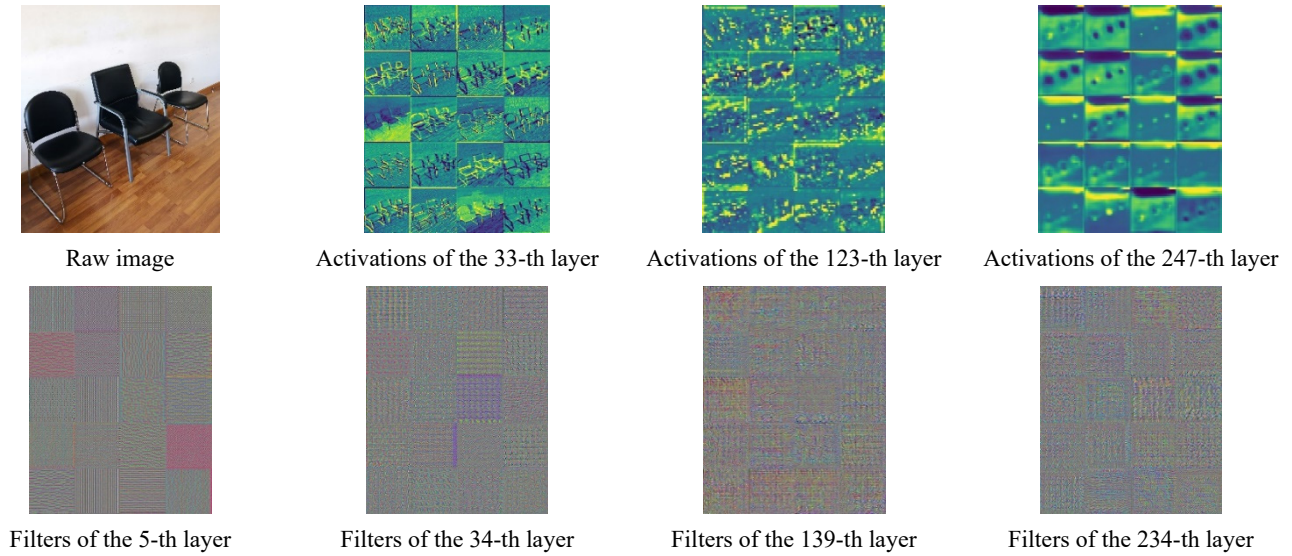 Raw image
Activations of the 33-th layer
Activations of the 123-th layer
Activations of the 247-th layer
Filters of the 5-th layer
Filters of the 34-th layer
Filters of the 139-th layer
Filters of the 234-th layer